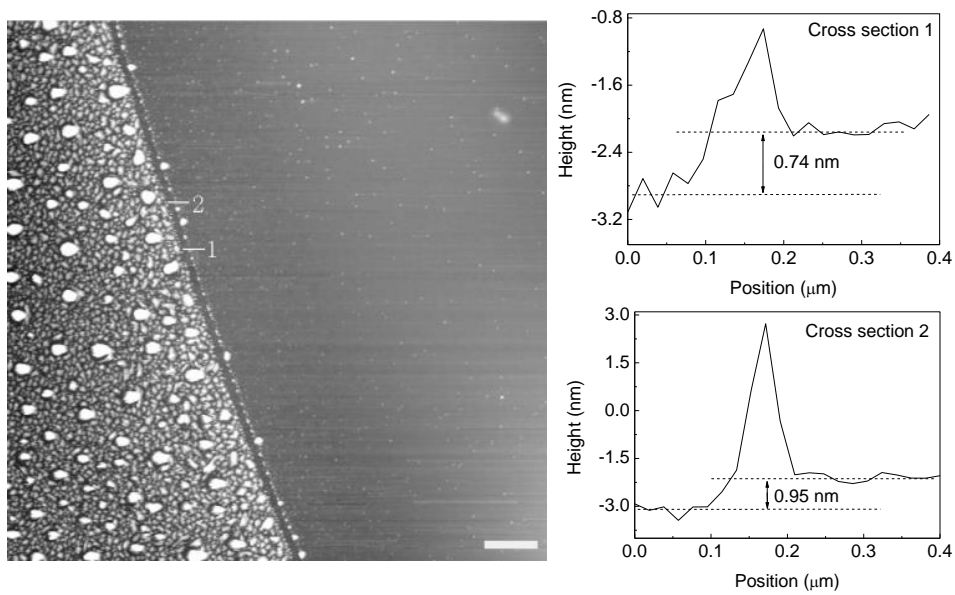 2
1
Cross section 1
Height (nm)
-0.8
-1.6
-2.4
-3.2
0.74 nm
0.0 0.1 0.2 0.3 0.4
Position (μm)
Cross section 2
Height (nm)
3.0
1.5
0.0
-1.5
-3.0
0.95 nm
0.0 0.1 0.2 0.3 0.4
Position (μm)